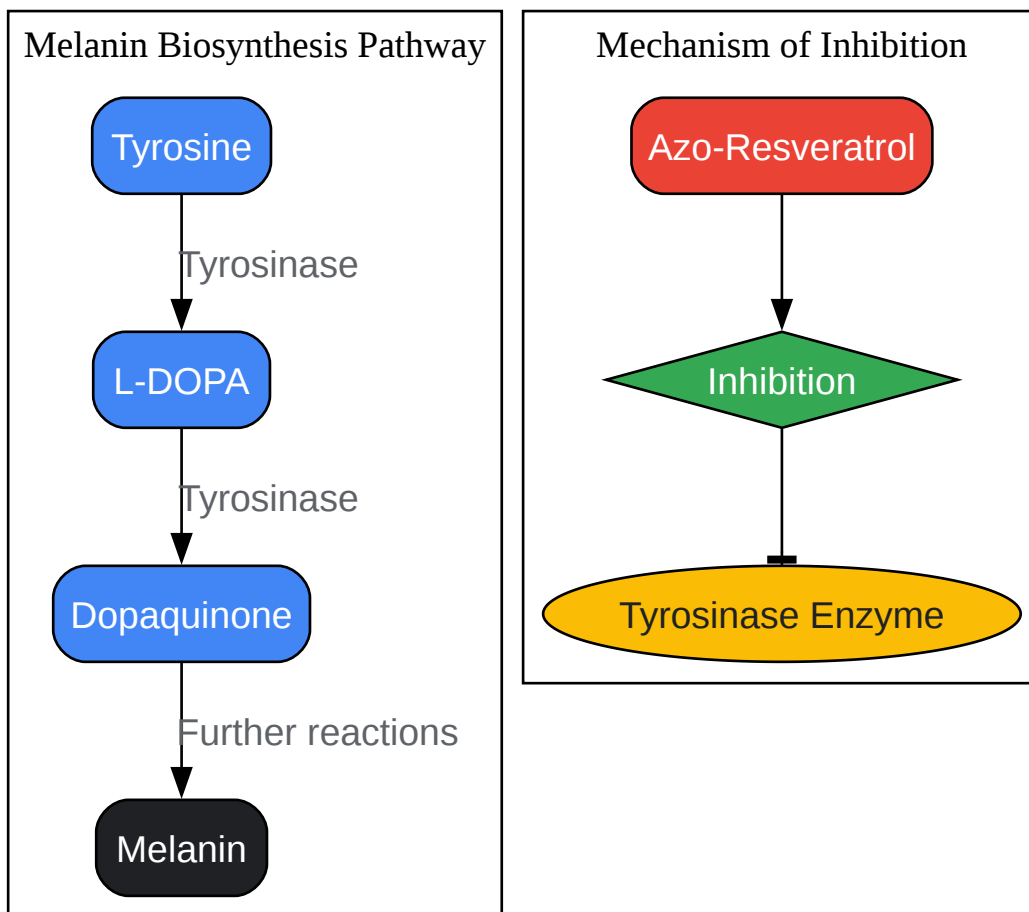 Melanin Biosynthesis Pathway
Tyrosine
Tyrosinase
L-DOPA
Tyrosinase
Dopaquinone
Further reactions
Melanin
Mechanism of Inhibition
Azo-Resveratrol
Inhibition
Tyrosinase Enzyme